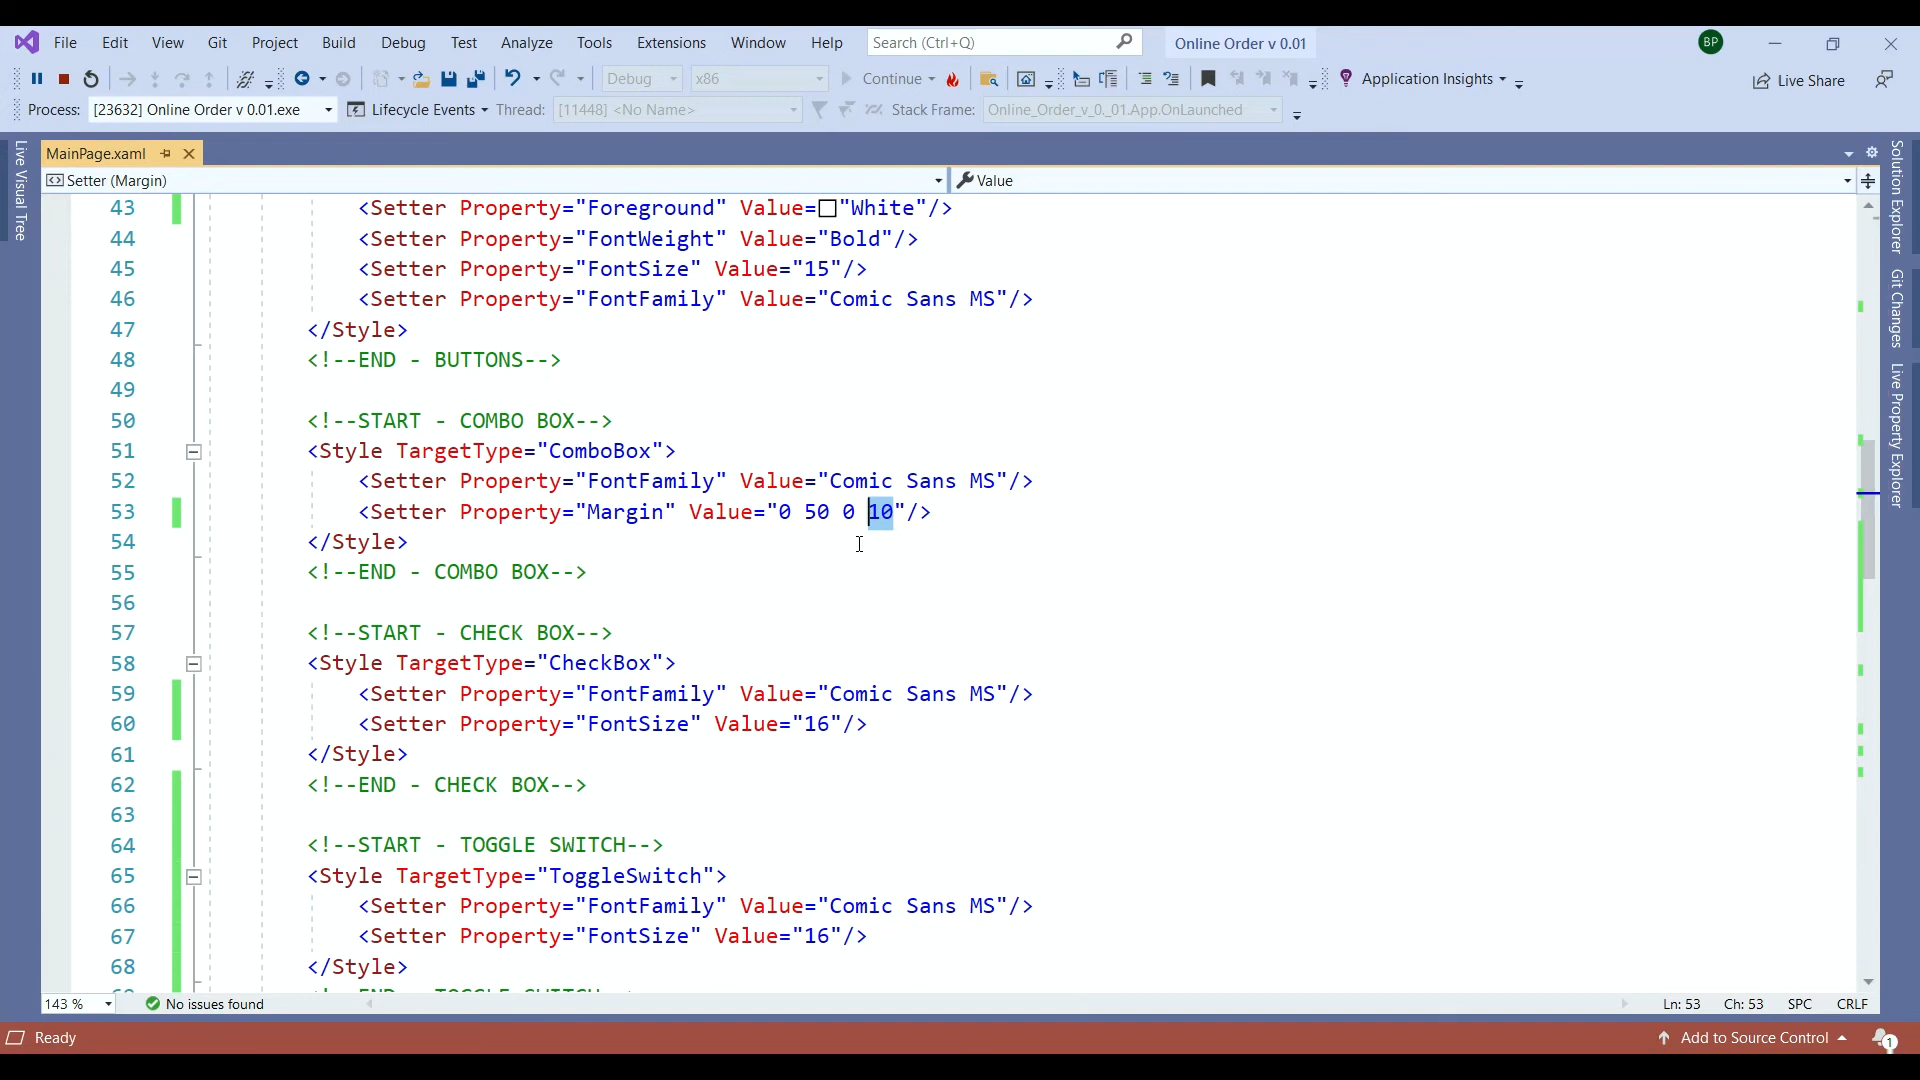 File Edit View Git Project Build Debug Test Analyze Tools Extensions Window Help Search (Ctrl+Q) Online Order v 0.01 BP
Debug x86 Continue Application Insights Live Share
Process: [23632] Online Order v 0.01.exe Lifecycle Events Thread: [11448] <No Name> Stack Frame: Online_Order_v_0._01.App.OnLaunched
Live Visual Tree
MainPage.xaml
Setter (Margin) Value
43 <Setter Property="Foreground" Value="White"/>
44 <Setter Property="FontWeight" Value="Bold"/>
45 <Setter Property="FontSize" Value="15"/>
46 <Setter Property="FontFamily" Value="Comic Sans MS"/>
47 </Style>
48 <!--END - BUTTONS-->
49
50 <!--START - COMBO BOX-->
51 <Style TargetType="ComboBox">
52 <Setter Property="FontFamily" Value="Comic Sans MS"/>
53 <Setter Property="Margin" Value="0 50 0 10"/>
54 </Style>
55 <!--END - COMBO BOX-->
56
57 <!--START - CHECK BOX-->
58 <Style TargetType="CheckBox">
59 <Setter Property="FontFamily" Value="Comic Sans MS"/>
60 <Setter Property="FontSize" Value="16"/>
61 </Style>
62 <!--END - CHECK BOX-->
63
64 <!--START - TOGGLE SWITCH-->
65 <Style TargetType="ToggleSwitch">
66 <Setter Property="FontFamily" Value="Comic Sans MS"/>
67 <Setter Property="FontSize" Value="16"/>
68 </Style>
Solution Explorer
Git Changes
Live Property Explorer
143 % No issues found Ln: 53 Ch: 53 SPC CRLF
Ready Add to Source Control 1